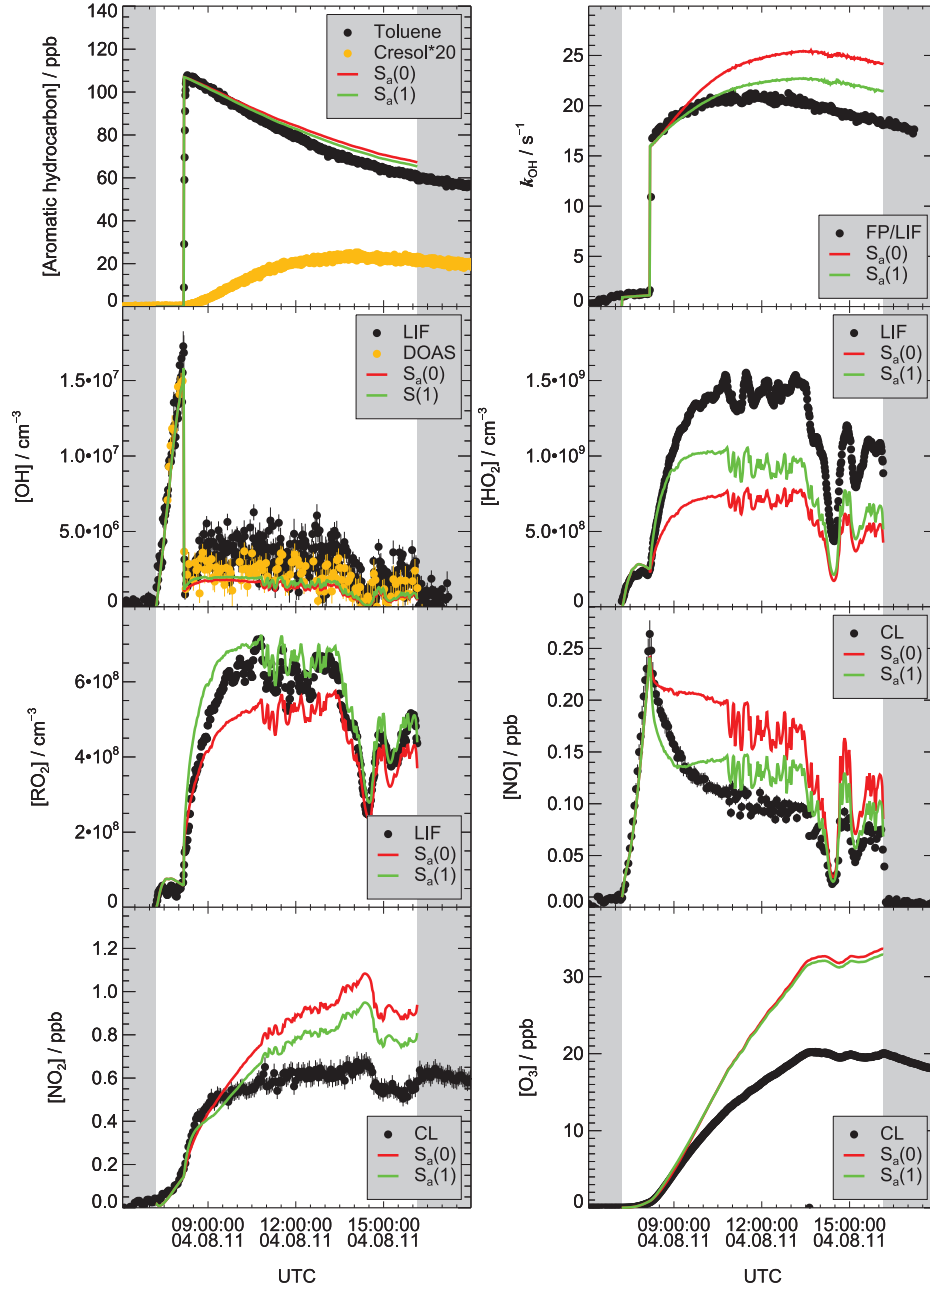 [Aromatic hydrocarbon] / ppb
140
120
100
80
60
40
20
0
Toluene
Cresol*20
Sₐ(0)
Sₐ(1)
k_OH / s⁻¹
25
20
15
10
5
0
FP/LIF
Sₐ(0)
Sₐ(1)
[OH] / cm⁻³
1.5•10⁷
1.0•10⁷
5.0•10⁶
0
LIF
DOAS
Sₐ(0)
S(1)
[HO₂] / cm⁻³
1.5•10⁹
1.0•10⁹
5.0•10⁸
0
LIF
Sₐ(0)
Sₐ(1)
[RO₂] / cm⁻³
6•10⁸
4•10⁸
2•10⁸
0
LIF
Sₐ(0)
Sₐ(1)
[NO] / ppb
0.25
0.20
0.15
0.10
0.05
0.00
CL
Sₐ(0)
Sₐ(1)
[NO₂] / ppb
1.2
1.0
0.8
0.6
0.4
0.2
0.0
CL
Sₐ(0)
Sₐ(1)
09:00:00 12:00:00 15:00:00
04.08.11 04.08.11 04.08.11
UTC
[O₃] / ppb
30
20
10
0
CL
Sₐ(0)
Sₐ(1)
09:00:00 12:00:00 15:00:00
04.08.11 04.08.11 04.08.11
UTC